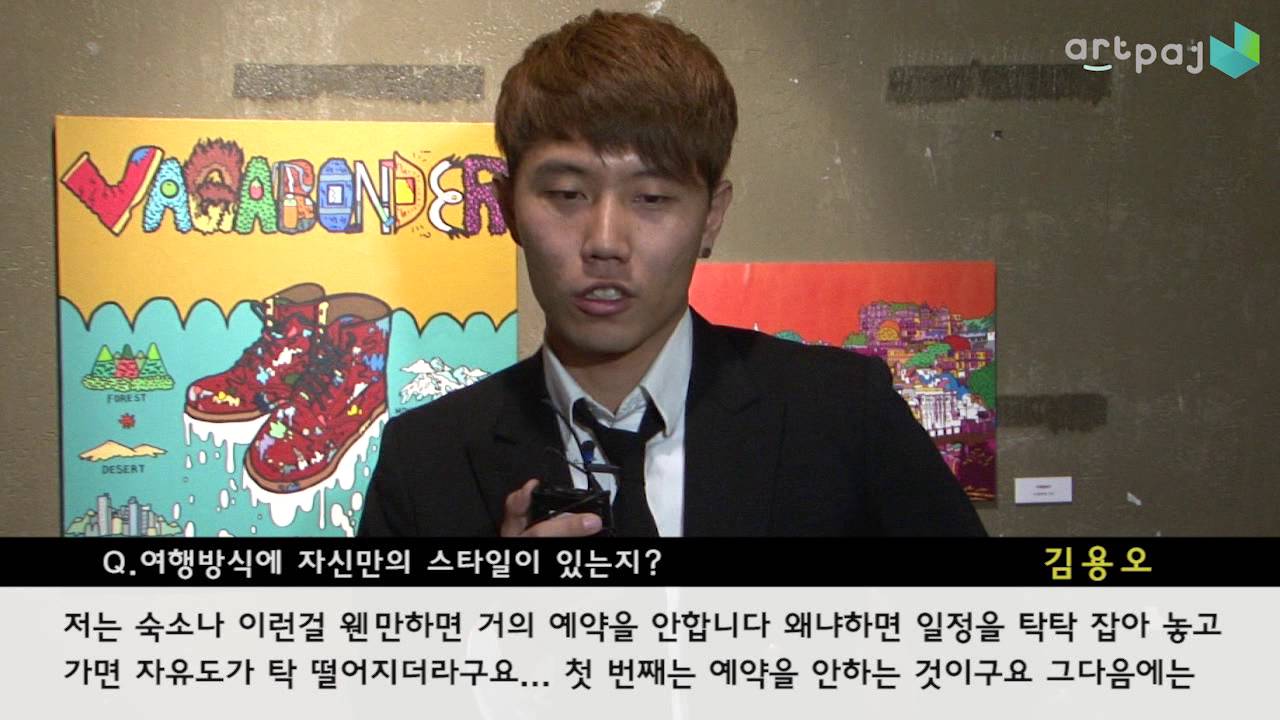 artpaj
VAGABONDER
FOREST
DESERT
Q.여행방식에 자신만의 스타일이 있는지?
김용오
저는 숙소나 이런걸 웬만하면 거의 예약을 안합니다 왜냐하면 일정을 탁탁 잡아 놓고
가면 자유도가 탁 떨어지더라구요... 첫 번째는 예약을 안하는 것이구요 그다음에는